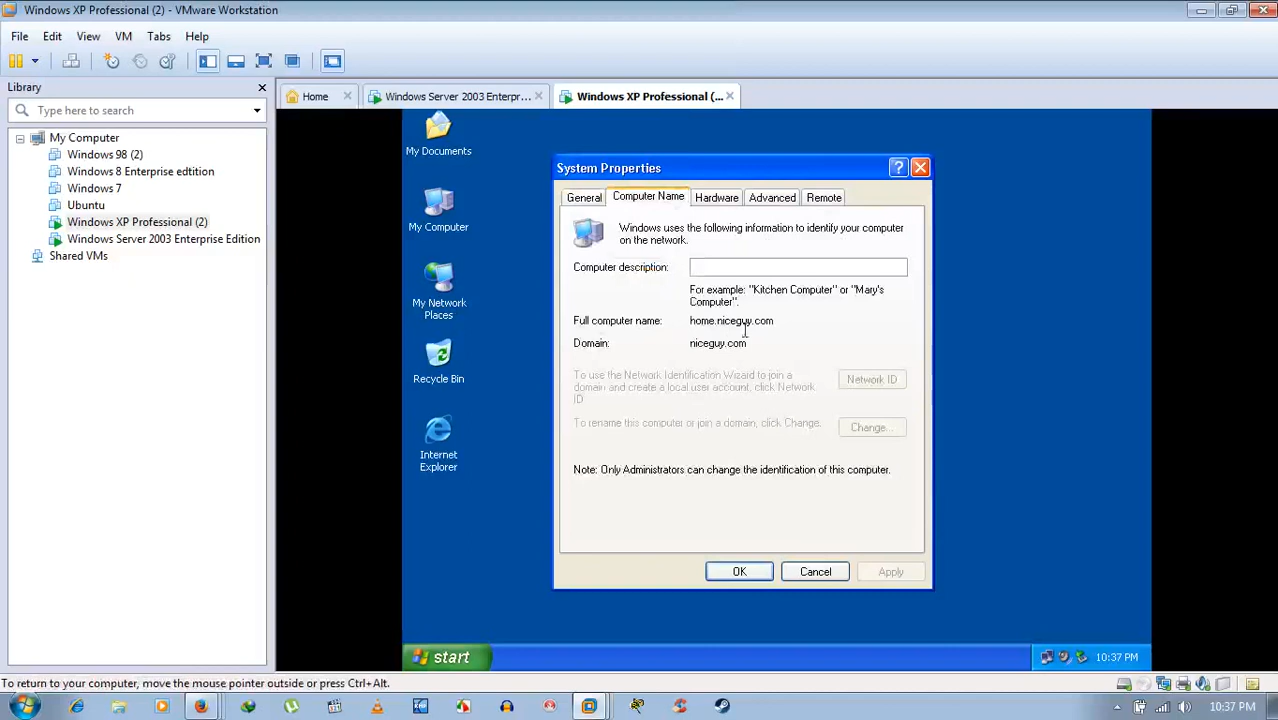 Windows XP Professional (2) - VMware Workstation
File Edit View VM Tabs Help
Library
Type here to search
My Computer
Windows 98 (2)
Windows 8 Enterprise edtition
Windows 7
Ubuntu
Windows XP Professional (2)
Windows Server 2003 Enterprise Edition
Shared VMs
Home
Windows Server 2003 Enterpr...
Windows XP Professional (...
My Documents
My Computer
My Network
Places
Recycle Bin
Internet
Explorer
System Properties
General Computer Name Hardware Advanced Remote
Windows uses the following information to identify your computer
on the network.
Computer description:
For example: "Kitchen Computer" or "Mary's
Computer".
Full computer name: home.niceguy.com
Domain: niceguy.com
To use the Network Identification Wizard to join a
domain and create a local user account, click Network
ID
Network ID
To rename this computer or join a domain, click Change.
Change...
Note: Only Administrators can change the identification of this computer.
OK Cancel Apply
start
10:37 PM
To return to your computer, move the mouse pointer outside or press Ctrl+Alt.
10:37 PM